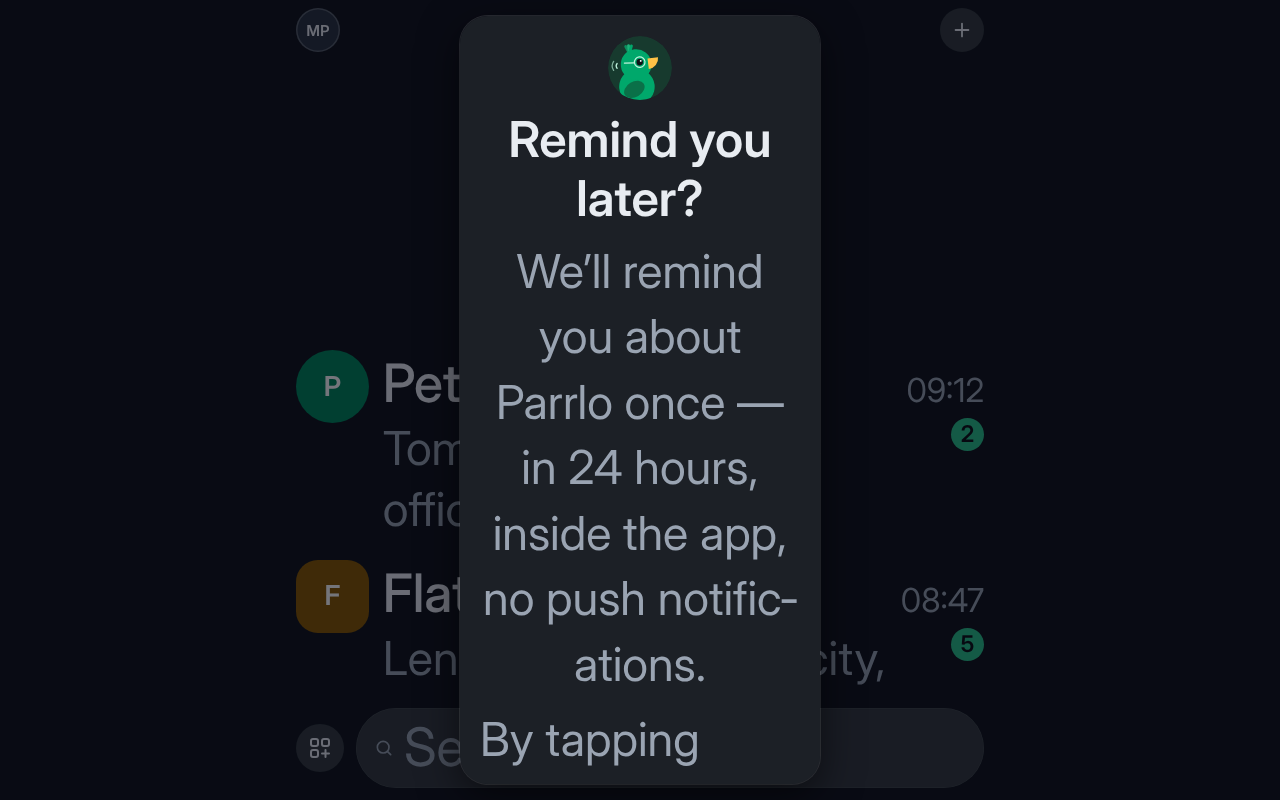 MP
Remind you
later?
We’ll remind
you about
Parrlo once —
in 24 hours,
inside the app,
no push notific-
ations.
By tapping
P
Pet
09:12
Tom
2
offic
F
Flat
08:47
Len
city,
5
Se